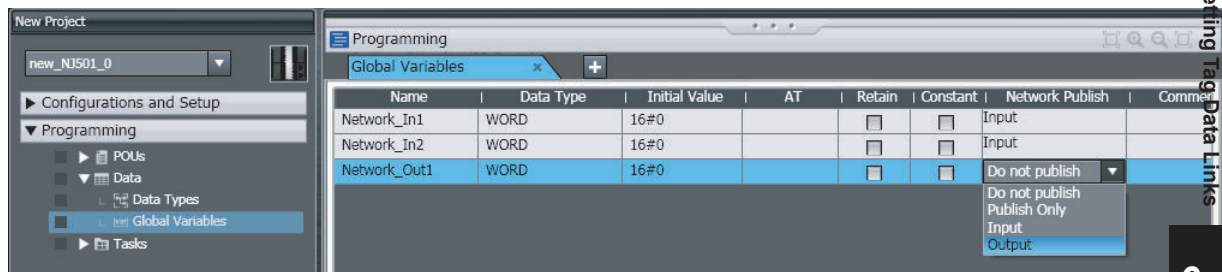 New Project
new_NJ501_0
▶ Configurations and Setup
▼ Programming
▶ POUs
▼ Data
Data Types
Global Variables
▶ Tasks
Programming
Global Variables × +
Name | Data Type | Initial Value | AT | Retain | Constant | Network Publish | Commer
Network_In1 WORD 16#0 Input
Network_In2 WORD 16#0 Input
Network_Out1 WORD 16#0 Do not publish
Do not publish
Publish Only
Input
Output
etting Tag Data Links